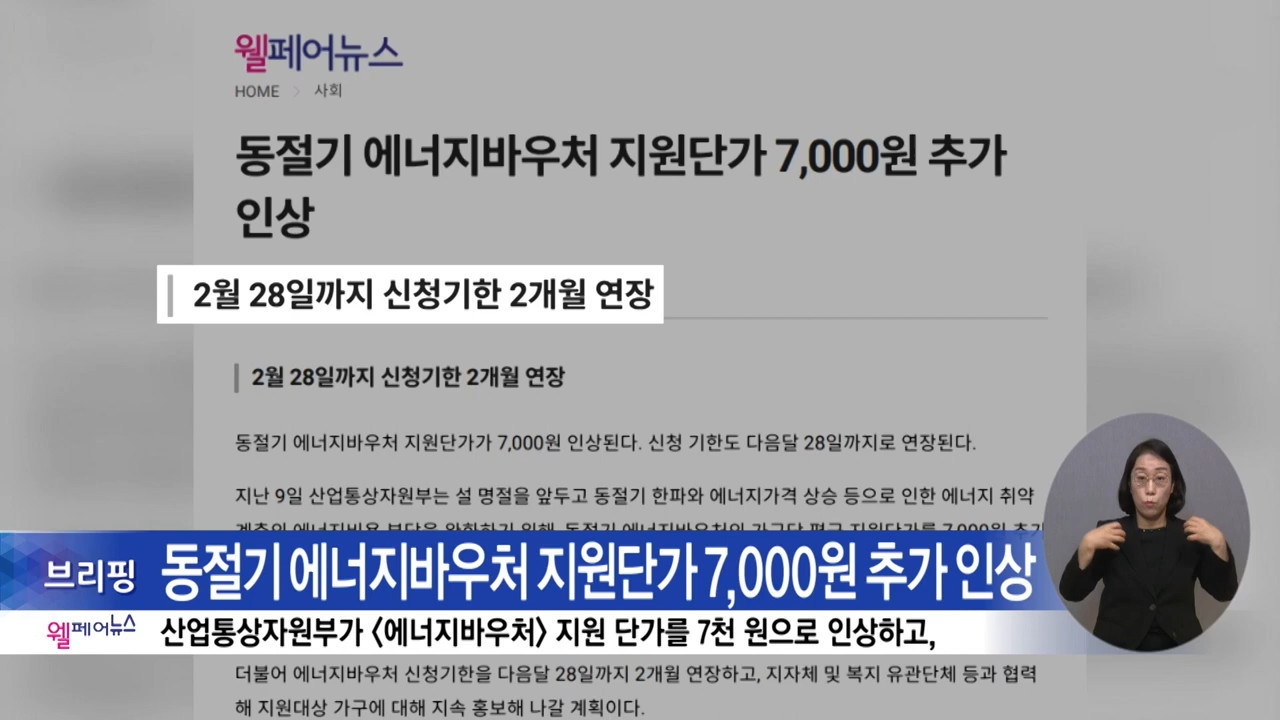 웰페어뉴스
HOME > 사회
동절기 에너지바우처 지원단가 7,000원 추가
인상
2월 28일까지 신청기한 2개월 연장
2월 28일까지 신청기한 2개월 연장
동절기 에너지바우처 지원단가가 7,000원 인상된다. 신청 기한도 다음달 28일까지로 연장된다.
지난 9일 산업통상자원부는 설 명절을 앞두고 동절기 한파와 에너지가격 상승 등으로 인한 에너지 취약
브리핑 동절기 에너지바우처 지원단가 7,000원 추가 인상
웰페어뉴스 산업통상자원부가 <에너지바우처> 지원 단가를 7천 원으로 인상하고,
더불어 에너지바우처 신청기한을 다음달 28일까지 2개월 연장하고, 지자체 및 복지 유관단체 등과 협력
해 지원대상 가구에 대해 지속 홍보해 나갈 계획이다.